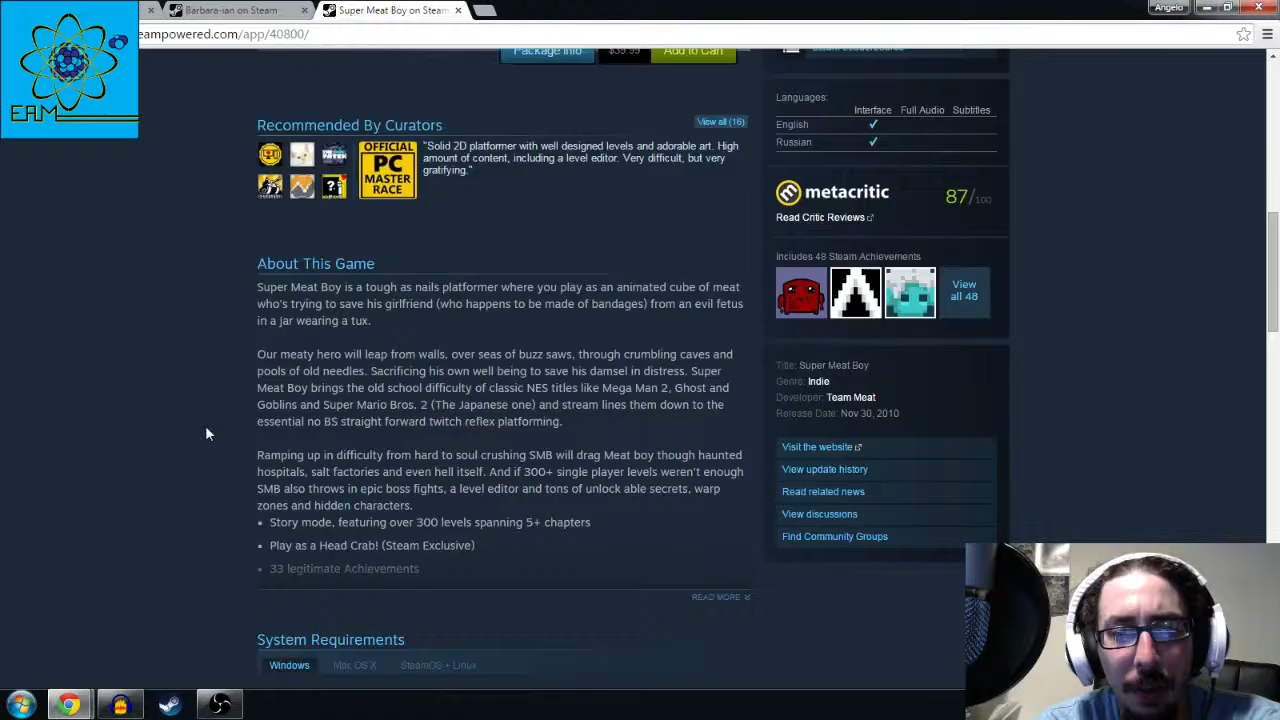 Barbara-ian on Steam
Super Meat Boy on Steam
Angelo
eampowered.com/app/40800/
EAM
Package info
$39.99
Add to Cart
Recommended By Curators
View all (16)
OFFICIAL
PC
MASTER
RACE
"Solid 2D platformer with well designed levels and adorable art. High
amount of content, including a level editor. Very difficult, but very
gratifying."
About This Game
Super Meat Boy is a tough as nails platformer where you play as an animated cube of meat
who's trying to save his girlfriend (who happens to be made of bandages) from an evil fetus
in a jar wearing a tux.
Our meaty hero will leap from walls, over seas of buzz saws, through crumbling caves and
pools of old needles. Sacrificing his own well being to save his damsel in distress. Super
Meat Boy brings the old school difficulty of classic NES titles like Mega Man 2, Ghost and
Goblins and Super Mario Bros. 2 (The Japanese one) and stream lines them down to the
essential no BS straight forward twitch reflex platforming.
Ramping up in difficulty from hard to soul crushing SMB will drag Meat boy though haunted
hospitals, salt factories and even hell itself. And if 300+ single player levels weren't enough
SMB also throws in epic boss fights, a level editor and tons of unlock able secrets, warp
zones and hidden characters.
• Story mode, featuring over 300 levels spanning 5+ chapters
• Play as a Head Crab! (Steam Exclusive)
• 33 legitimate Achievements
READ MORE
System Requirements
Windows Mac OS X SteamOS + Linux
Steam Leaderboards
Languages:
Interface Full Audio Subtitles
English ✓
Russian ✓
metacritic
87/100
Read Critic Reviews
Includes 48 Steam Achievements
View
all 48
Title: Super Meat Boy
Genre: Indie
Developer: Team Meat
Release Date: Nov 30, 2010
Visit the website
View update history
Read related news
View discussions
Find Community Groups